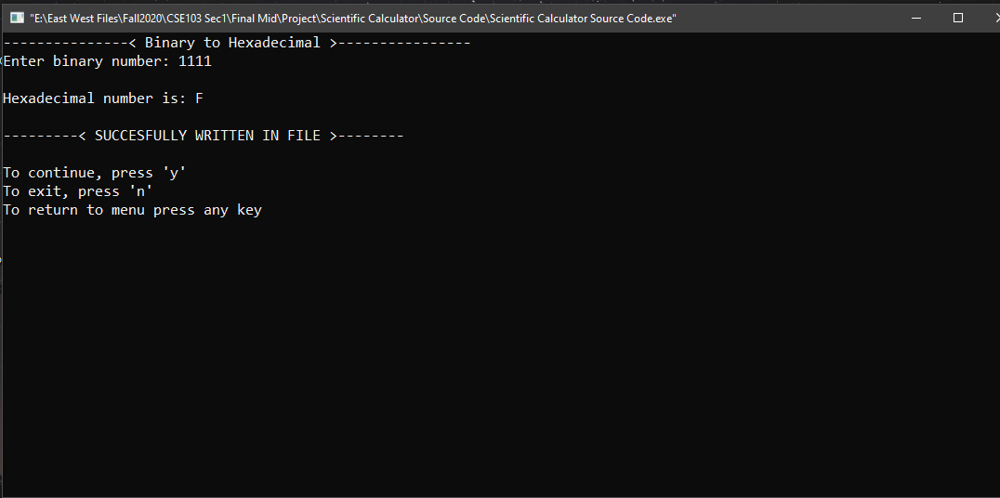 "E:\East West Files\Fall2020\CSE103 Sec1\Final Mid\Project\Scientific Calculator\Source Code\Scientific Calculator Source Code.exe"
---------------< Binary to Hexadecimal >----------------
Enter binary number: 1111
Hexadecimal number is: F
---------< SUCCESFULLY WRITTEN IN FILE >--------
To continue, press 'y'
To exit, press 'n'
To return to menu press any key